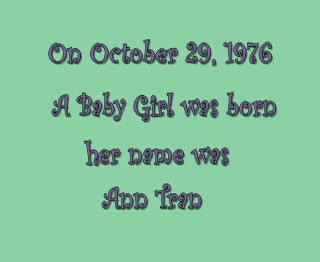 On October 29, 1976
A Baby Girl was born
her name was
Ann Tran